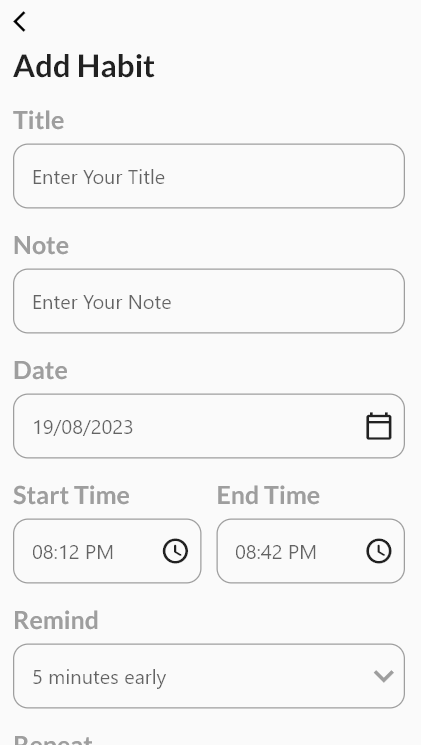 Add Habit
Title
Enter Your Title
Note
Enter Your Note
Date
19/08/2023
Start Time End Time
08:12 PM 08:42 PM
Remind
5 minutes early
Repeat